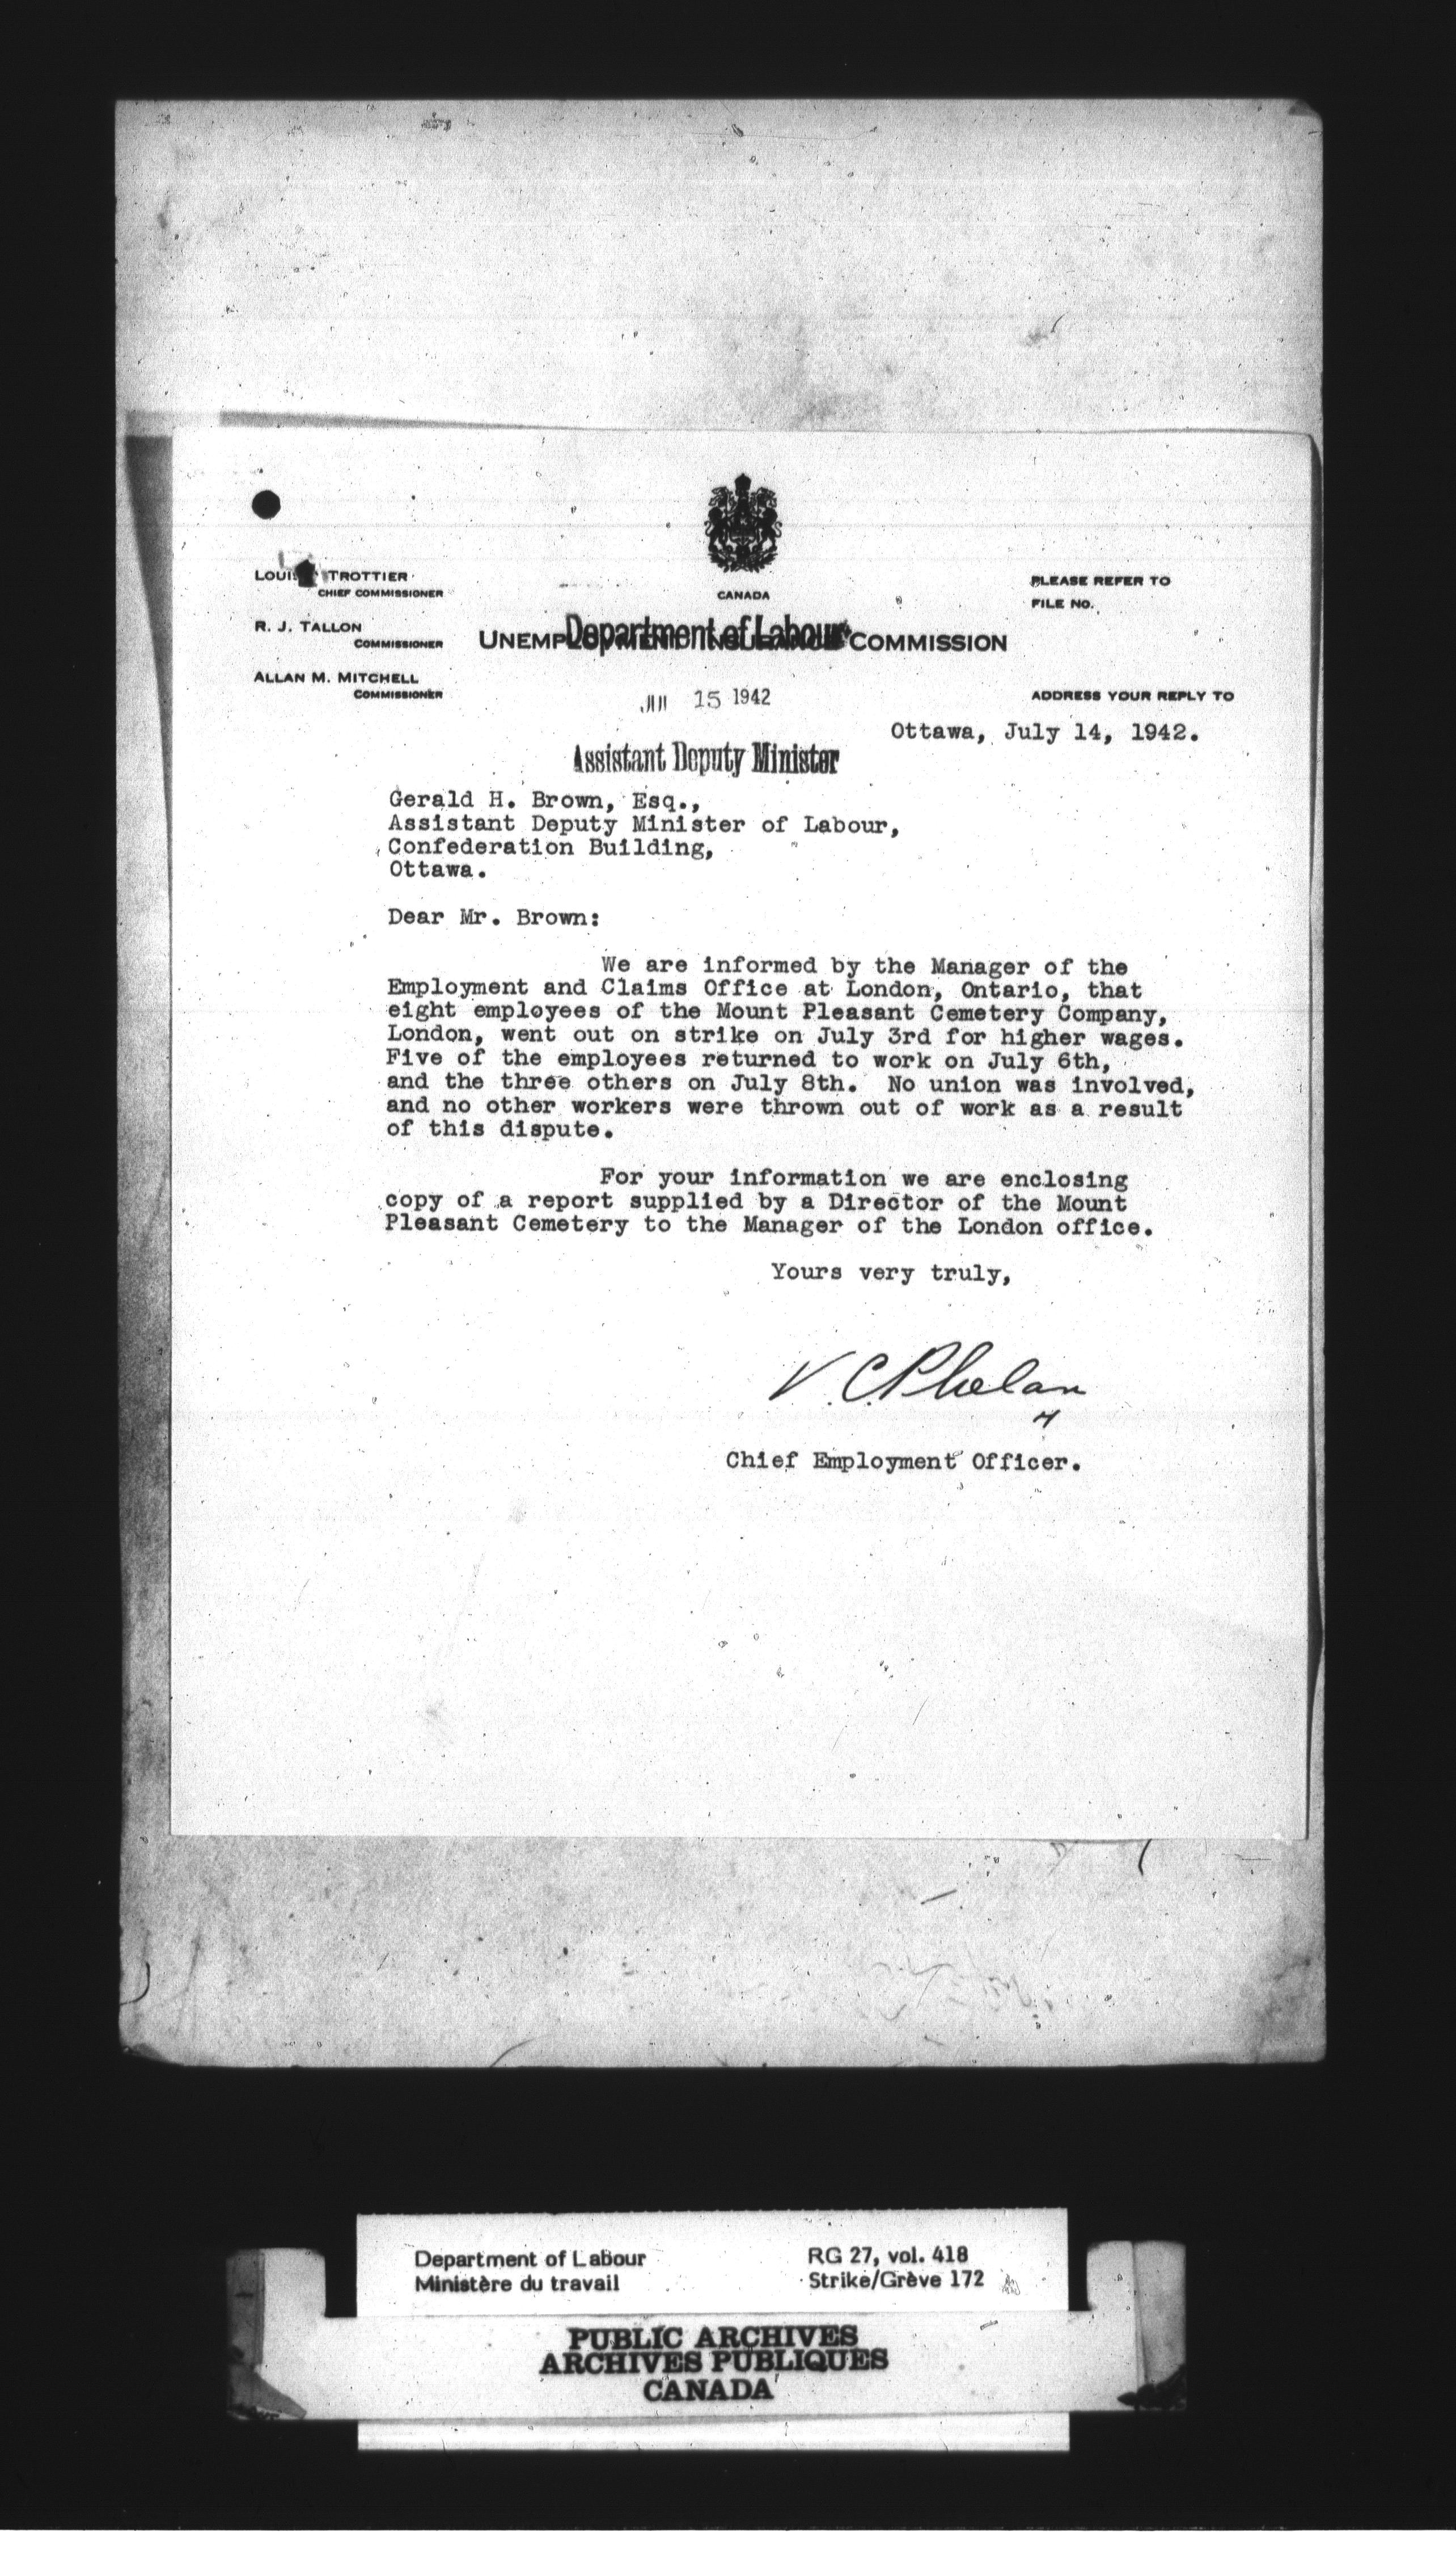 LOUIS TROTTIER
CHIEF COMMISSIONER
R. J. TALLON
COMMISSIONER
ALLAN M. MITCHELL
COMMISSIONER
CANADA
UNEMPLOYMENT INSURANCE COMMISSION
Department of Labour
JUL 15 1942
Assistant Deputy Minister
PLEASE REFER TO
FILE NO.
ADDRESS YOUR REPLY TO
Ottawa, July 14, 1942.
Gerald H. Brown, Esq.,
Assistant Deputy Minister of Labour,
Confederation Building,
Ottawa.
Dear Mr. Brown:
We are informed by the Manager of the
Employment and Claims Office at London, Ontario, that
eight employees of the Mount Pleasant Cemetery Company,
London, went out on strike on July 3rd for higher wages.
Five of the employees returned to work on July 6th,
and the three others on July 8th. No union was involved,
and no other workers were thrown out of work as a result
of this dispute.
For your information we are enclosing
copy of a report supplied by a Director of the Mount
Pleasant Cemetery to the Manager of the London office.
Yours very truly,
V. C. Phelan
Chief Employment Officer.
Department of Labour
Ministère du travail
RG 27, vol. 418
Strike/Grève 172
PUBLIC ARCHIVES
ARCHIVES PUBLIQUES
CANADA